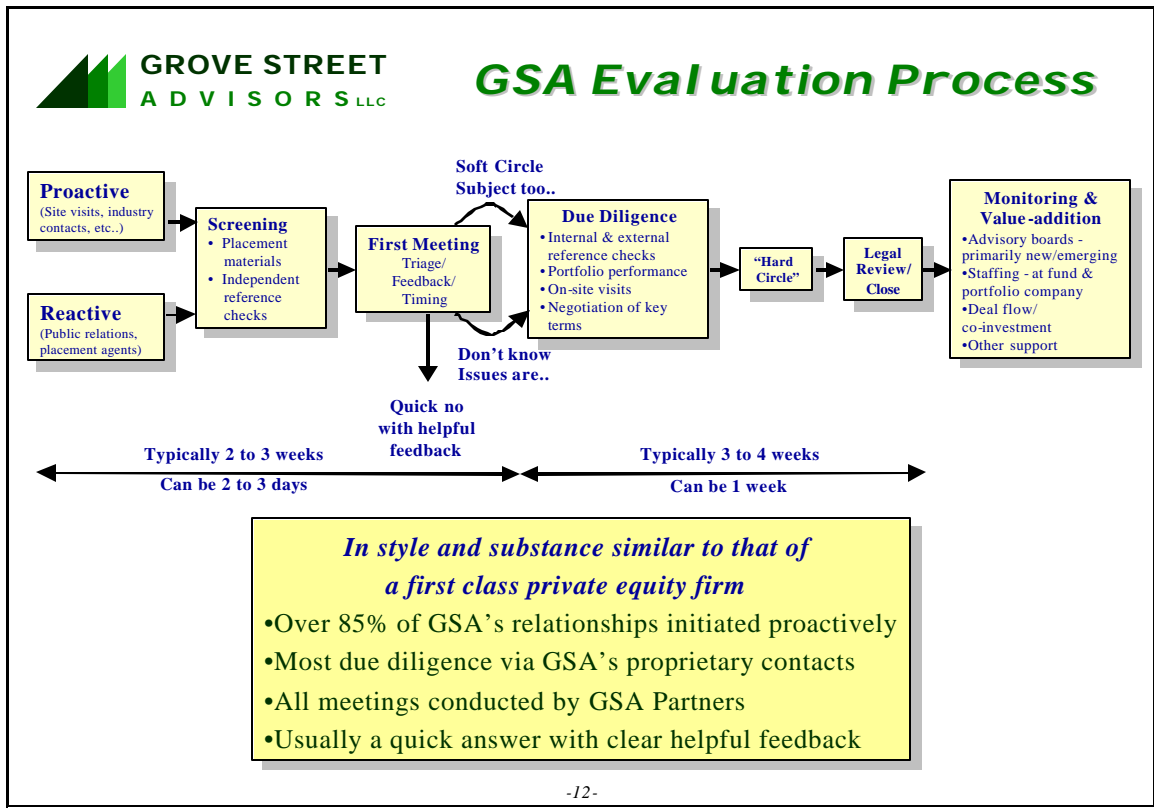 GROVE STREET
ADVISORS LLC
GSA Evaluation Process
Proactive
(Site visits, industry
contacts, etc..)
Reactive
(Public relations,
placement agents)
Screening
• Placement
materials
• Independent
reference
checks
First Meeting
Triage/
Feedback/
Timing
Soft Circle
Subject too..
Don't know
Issues are..
Quick no
with helpful
feedback
Due Diligence
•Internal & external
reference checks
•Portfolio performance
•On-site visits
•Negotiation of key
terms
“Hard
Circle”
Legal
Review/
Close
Monitoring &
Value-addition
•Advisory boards -
primarily new/emerging
•Staffing - at fund &
portfolio company
•Deal flow/
co-investment
•Other support
Typically 2 to 3 weeks
Can be 2 to 3 days
Typically 3 to 4 weeks
Can be 1 week
In style and substance similar to that of
a first class private equity firm
•Over 85% of GSA’s relationships initiated proactively
•Most due diligence via GSA’s proprietary contacts
•All meetings conducted by GSA Partners
•Usually a quick answer with clear helpful feedback
-12-